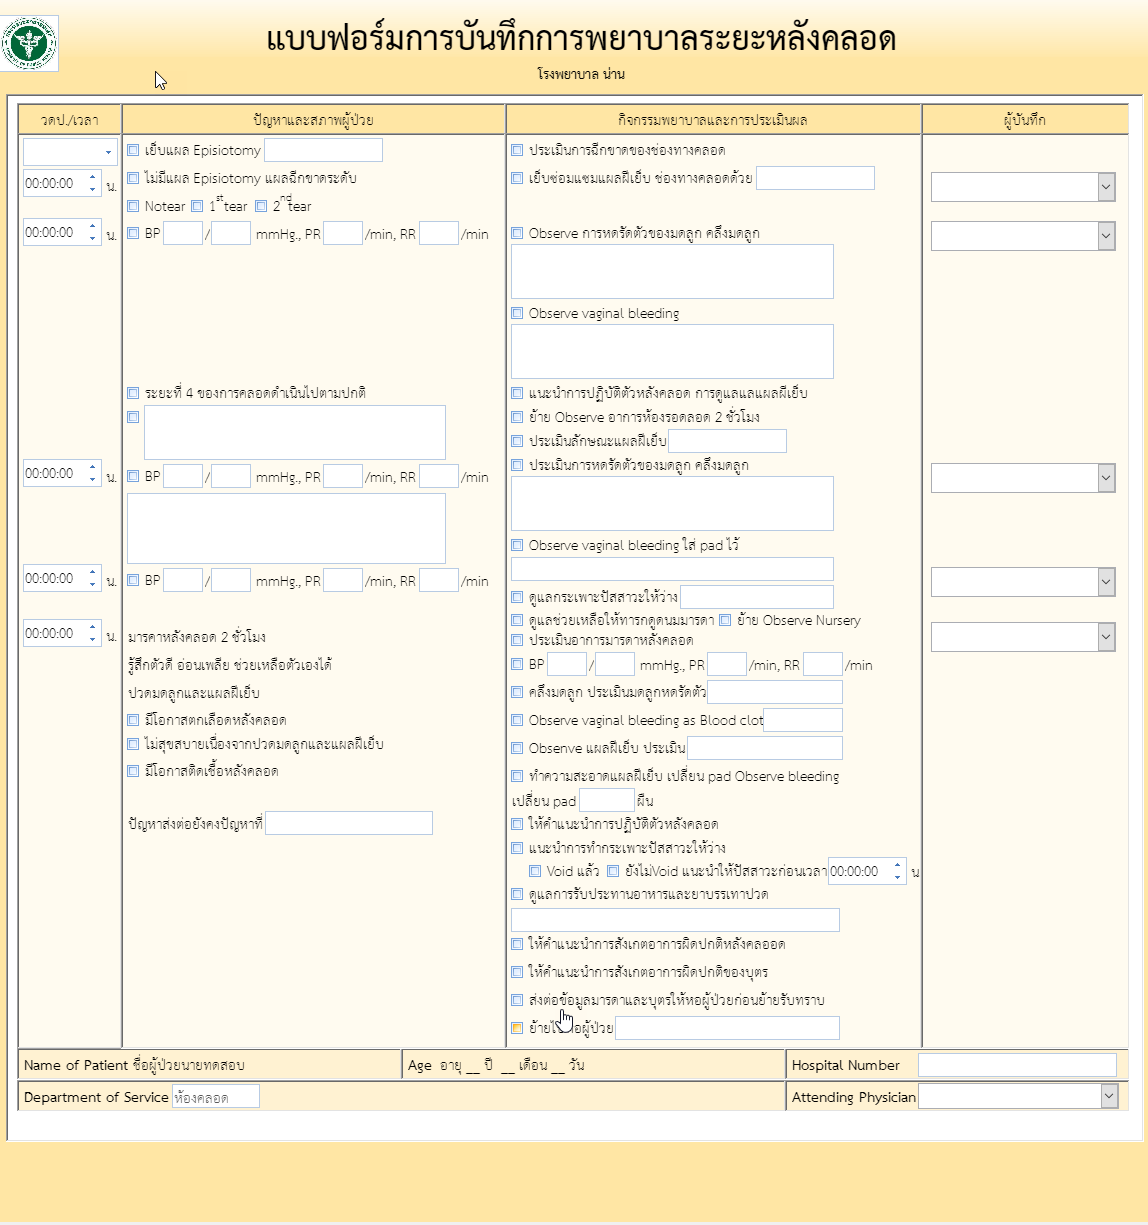 แบบฟอร์มการบันทึกการพยาบาลระยะหลังคลอด
โรงพยาบาล น่าน
วดป./เวลา ปัญหาและสภาพผู้ป่วย กิจกรรมพยาบาลและการประเมินผล ผู้บันทึก
เย็บแผล Episiotomy ประเมินการฉีกขาดของช่องทางคลอด
00:00:00 น. ไม่มีแผล Episiotomy แผลฉีกขาดระดับ เย็บซ่อมแซมแผลฝีเย็บ ช่องทางคลอดด้วย
Notear 1st tear 2nd tear
00:00:00 น. BP / mmHg., PR /min, RR /min Observe การหดรัดตัวของมดลูก คลึงมดลูก
Observe vaginal bleeding
ระยะที่ 4 ของการคลอดดำเนินไปตามปกติ แนะนำการปฏิบัติตัวหลังคลอด การดูแลแลแผลฝีเย็บ
ย้าย Observe อาการห้องรอดลอด 2 ชั่วโมง
ประเมินลักษณะแผลฝีเย็บ
ประเมินการหดรัดตัวของมดลูก คลึงมดลูก
00:00:00 น. BP / mmHg., PR /min, RR /min
Observe vaginal bleeding ใส่ pad ไว้
00:00:00 น. BP / mmHg., PR /min, RR /min
ดูแลกระเพาะปัสสาวะให้ว่าง
ดูแลช่วยเหลือให้ทารกดูดนมมารดา ย้าย Observe Nursery
00:00:00 น. มารคาหลังคลอด 2 ชั่วโมง ประเมินอาการมารดาหลังคลอด
รู้สึกตัวดี อ่อนเพลีย ช่วยเหลือตัวเองได้ BP / mmHg., PR /min, RR /min
ปวดมดลูกและแผลฝีเย็บ คลึงมดลูก ประเมินมดลูกหดรัดตัว
มีโอกาสตกเลือดหลังคลอด Observe vaginal bleeding as Blood clot
ไม่สุขสบายเนื่องจากปวดมดลูกและแผลฝีเย็บ Obsenve แผลฝีเย็บ ประเมิน
มีโอกาสติดเชื้อหลังคลอด ทำความสะอาดแผลฝีเย็บ เปลี่ยน pad Observe bleeding
เปลี่ยน pad ผืน
ปัญหาส่งต่อยังคงปัญหาที่ ให้คำแนะนำการปฏิบัติตัวหลังคลอด
แนะนำการทำกระเพาะปัสสาวะให้ว่าง
Void แล้ว ยังไม่Void แนะนำให้ปัสสาวะก่อนเวลา 00:00:00 น
ดูแลการรับประทานอาหารและยาบรรเทาปวด
ให้คำแนะนำการสังเกตอาการผิดปกติหลังคลออด
ให้คำแนะนำการสังเกตอาการผิดปกติของบุตร
ส่งต่อข้อมูลมารดาและบุตรให้หอผู้ป่วยก่อนย้ายรับทราบ
ย้ายไปหอผู้ป่วย
Name of Patient ชื่อผู้ป่วยนายทดสอบ Age อายุ __ ปี __ เดือน __ วัน Hospital Number
Department of Service ห้องคลอด Attending Physician